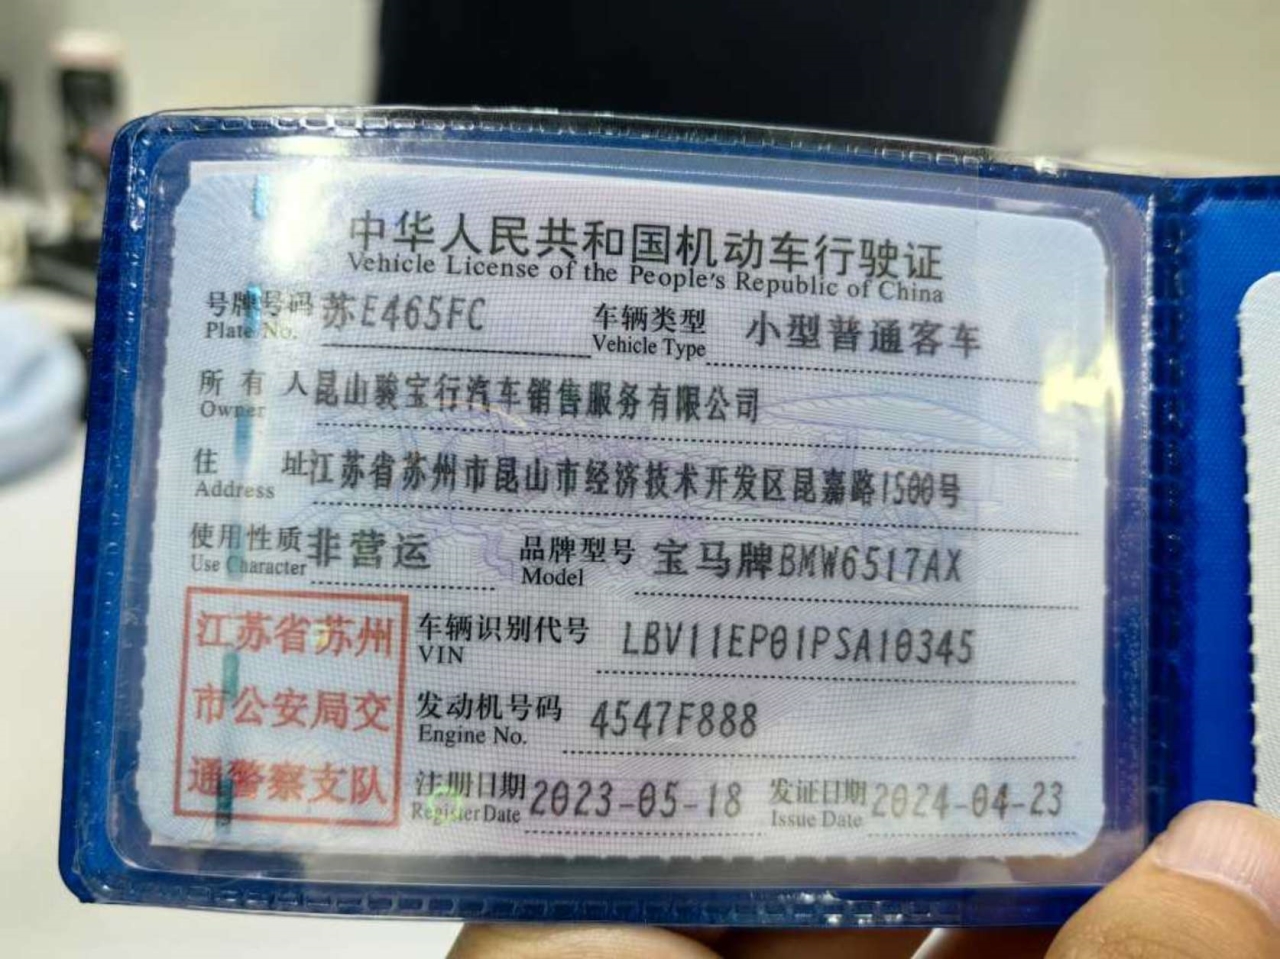 中华人民共和国机动车行驶证
Vehicle License of the People's Republic of China
号牌号码 苏E465FC 车辆类型 小型普通客车
Plate No. Vehicle Type
所有人 昆山骏宝行汽车销售服务有限公司
Owner
住址 江苏省苏州市昆山市经济技术开发区昆嘉路1500号
Address
使用性质 非营运 品牌型号 宝马牌BMW6517AX
Use Character Model
江苏省苏州
市公安局交
通警察支队
车辆识别代号 LBV11EP01PSA10345
VIN
发动机号码 4547F888
Engine No.
注册日期 2023-05-18 发证日期 2024-04-23
Register Date Issue Date